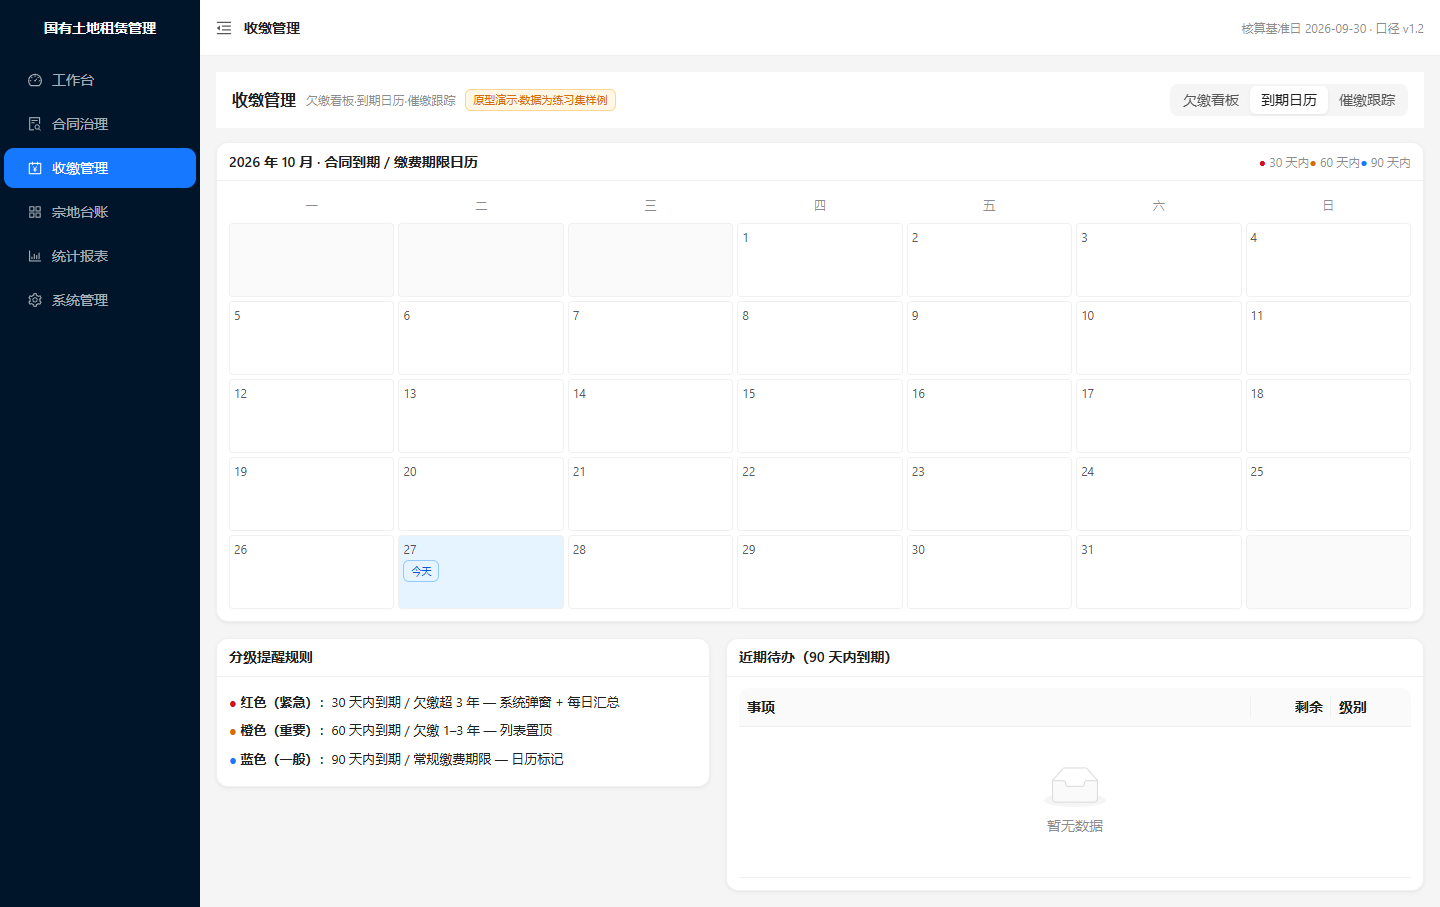 国有土地租赁管理
工作台
合同治理
收缴管理
宗地台账
统计报表
系统管理
收缴管理
核算基准日 2026-09-30 · 口径 v1.2
收缴管理 欠缴看板·到期日历·催缴跟踪 原型演示·数据为练习集样例
欠缴看板 到期日历 催缴跟踪
2026 年 10 月 · 合同到期 / 缴费期限日历
● 30 天内● 60 天内● 90 天内
一 二 三 四 五 六 日
1 2 3 4
5 6 7 8 9 10 11
12 13 14 15 16 17 18
19 20 21 22 23 24 25
26 27 28 29 30 31
今天
分级提醒规则
● 红色（紧急）：30 天内到期 / 欠缴超 3 年 — 系统弹窗 + 每日汇总
● 橙色（重要）：60 天内到期 / 欠缴 1–3 年 — 列表置顶
● 蓝色（一般）：90 天内到期 / 常规缴费期限 — 日历标记
近期待办（90 天内到期）
事项 剩余 级别
暂无数据